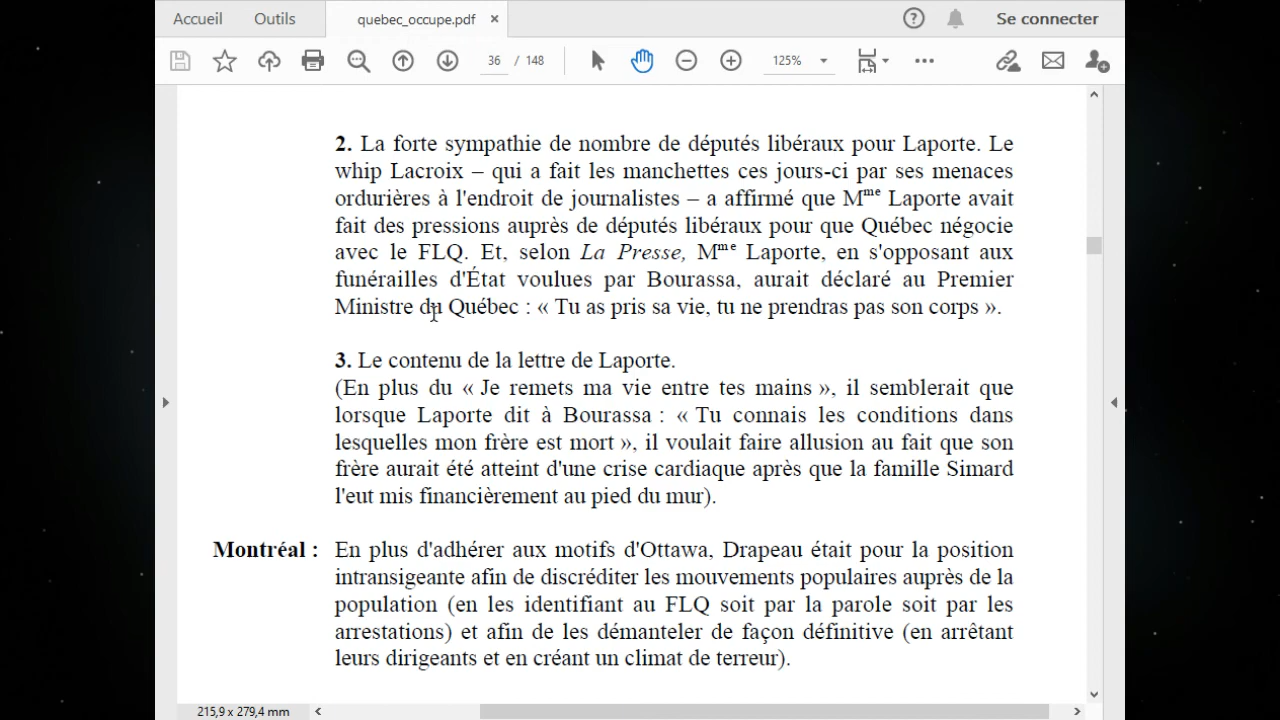 Accueil Outils quebec_occupe.pdf × ? Se connecter
36 / 148 125%
2. La forte sympathie de nombre de députés libéraux pour Laporte. Le
whip Lacroix – qui a fait les manchettes ces jours-ci par ses menaces
ordurières à l'endroit de journalistes – a affirmé que Mme Laporte avait
fait des pressions auprès de députés libéraux pour que Québec négocie
avec le FLQ. Et, selon La Presse, Mme Laporte, en s'opposant aux
funérailles d'État voulues par Bourassa, aurait déclaré au Premier
Ministre du Québec : « Tu as pris sa vie, tu ne prendras pas son corps ».
3. Le contenu de la lettre de Laporte.
(En plus du « Je remets ma vie entre tes mains », il semblerait que
lorsque Laporte dit à Bourassa : « Tu connais les conditions dans
lesquelles mon frère est mort », il voulait faire allusion au fait que son
frère aurait été atteint d'une crise cardiaque après que la famille Simard
l'eut mis financièrement au pied du mur).
Montréal : En plus d'adhérer aux motifs d'Ottawa, Drapeau était pour la position
intransigeante afin de discréditer les mouvements populaires auprès de la
population (en les identifiant au FLQ soit par la parole soit par les
arrestations) et afin de les démanteler de façon définitive (en arrêtant
leurs dirigeants et en créant un climat de terreur).
215,9 x 279,4 mm